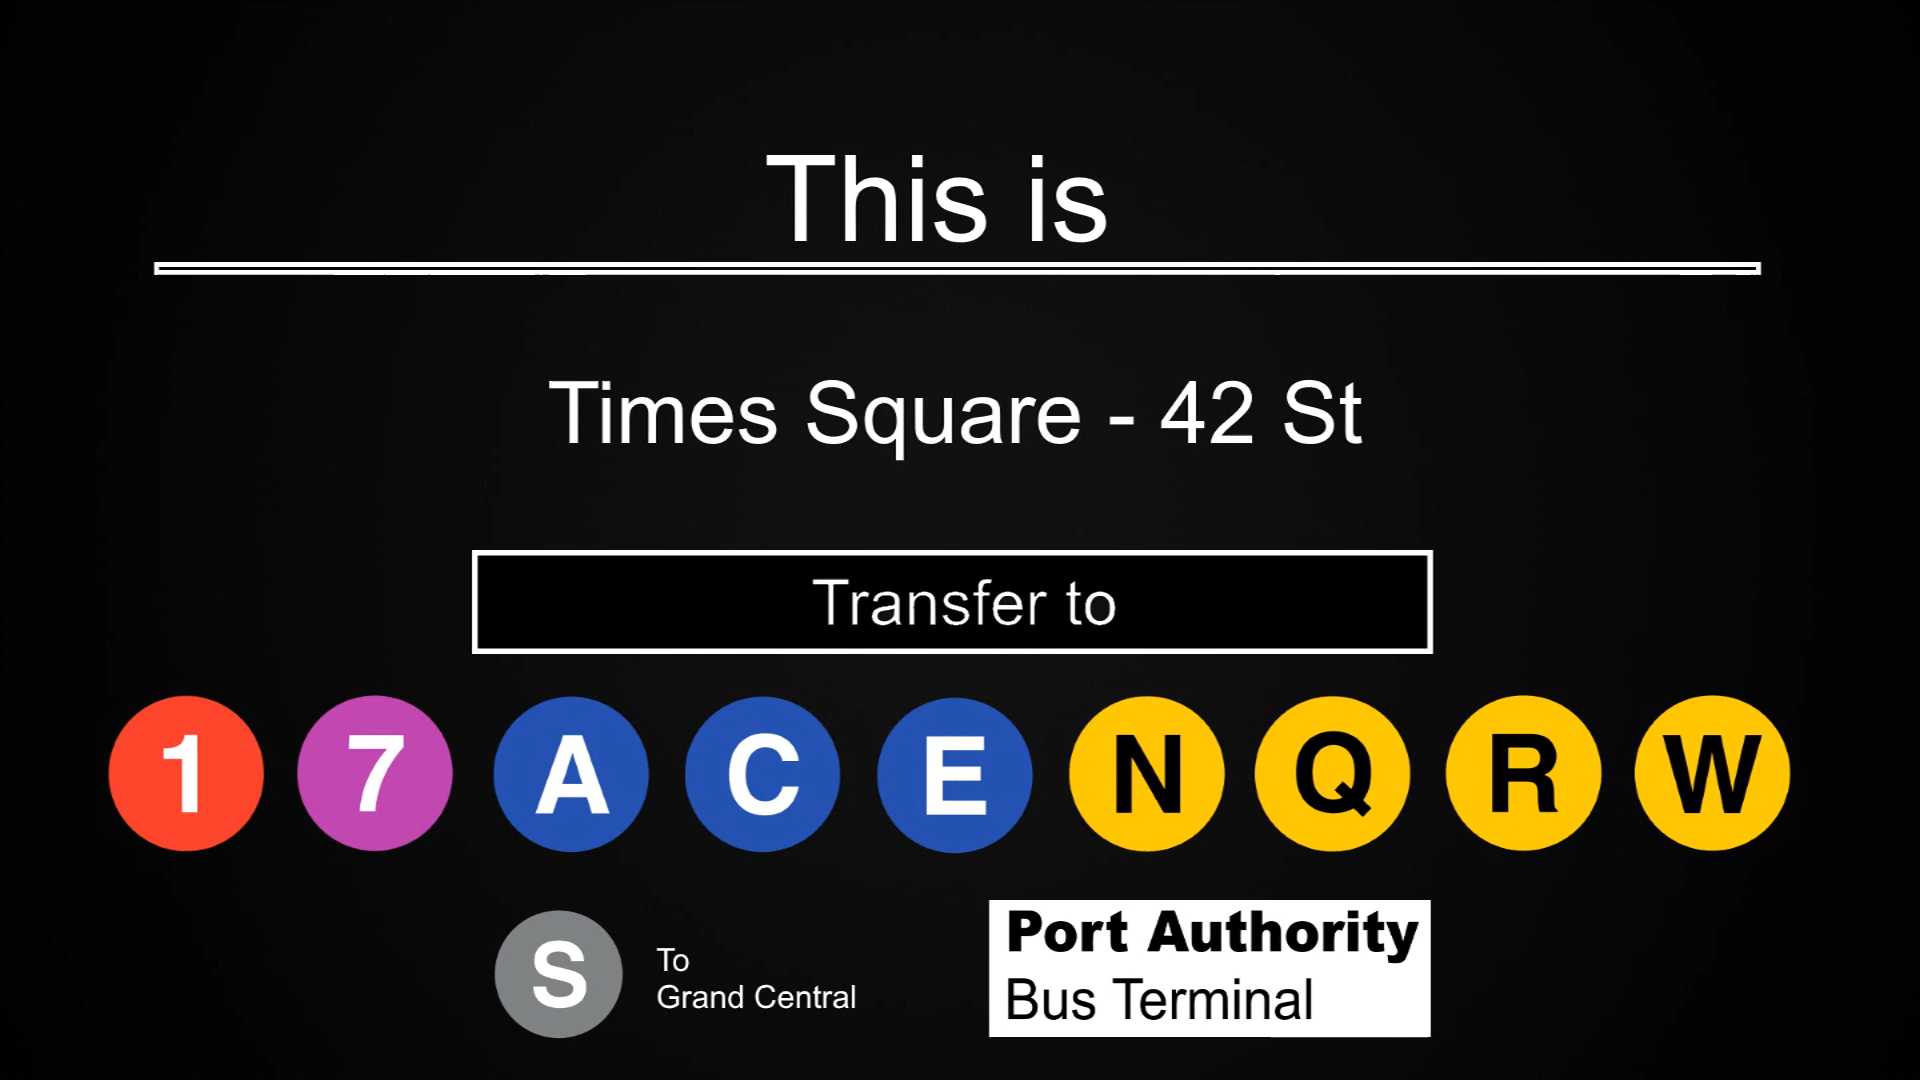 This is
Times Square - 42 St
Transfer to
1 7 A C E N Q R W
S To
Grand Central
Port Authority
Bus Terminal